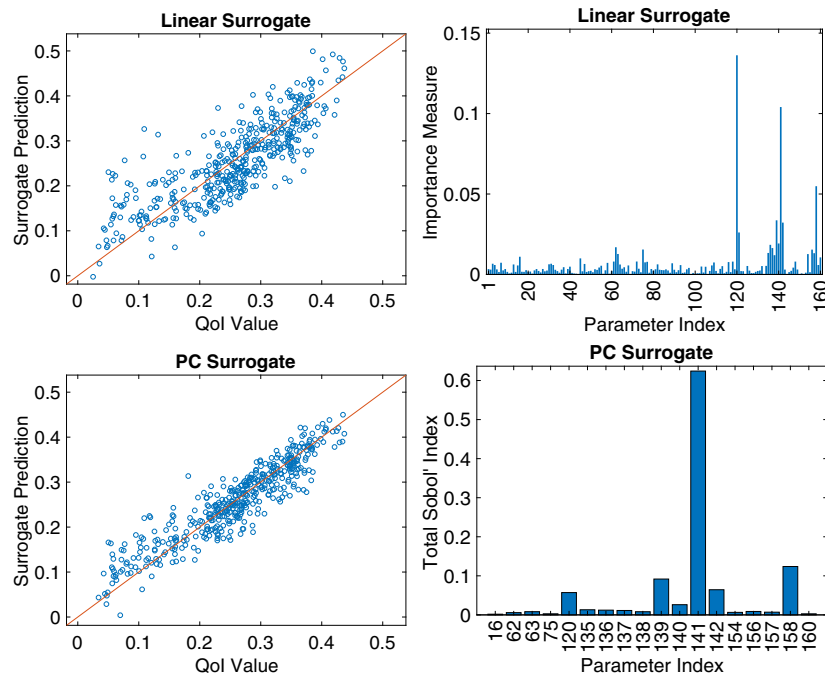 Linear Surrogate
0.5
0.4
0.3
0.2
0.1
0
Surrogate Prediction
0 0.1 0.2 0.3 0.4 0.5
QoI Value
Linear Surrogate
0.15
0.1
0.05
0
Importance Measure
1 20 40 60 80 100 120 140 160
Parameter Index
PC Surrogate
0.5
0.4
0.3
0.2
0.1
0
Surrogate Prediction
0 0.1 0.2 0.3 0.4 0.5
QoI Value
PC Surrogate
0.6
0.5
0.4
0.3
0.2
0.1
0
Total Sobol' Index
16 62 63 75 120 135 136 137 138 139 140 141 142 154 156 157 158 160
Parameter Index